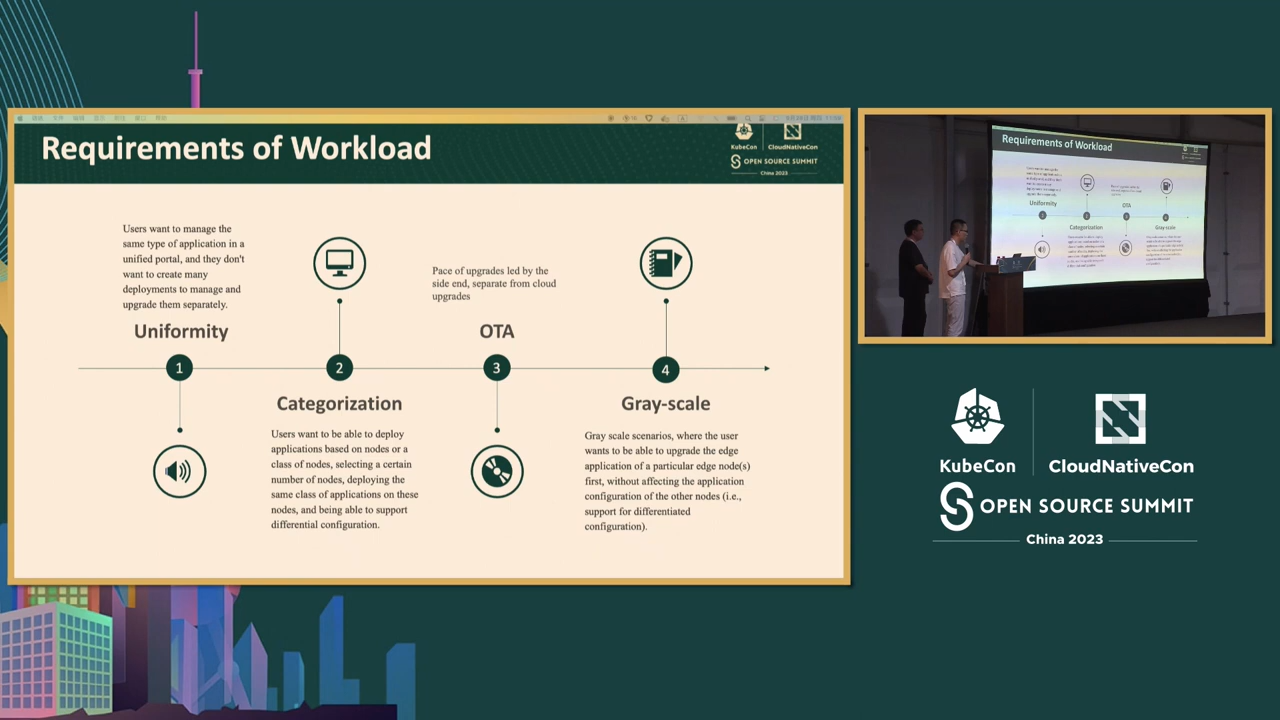 Requirements of Workload
KubeCon
CloudNativeCon
OPEN SOURCE SUMMIT
China 2023
Users want to manage the
same type of application in a
unified portal, and they don't
want to create many
deployments to manage and
upgrade them separately.
Uniformity
1
2
Categorization
Users want to be able to deploy
applications based on nodes or a
class of nodes, selecting a certain
number of nodes, deploying the
same class of applications on these
nodes, and being able to support
differential configuration.
Pace of upgrades led by the
side end, separate from cloud
upgrades
OTA
3
4
Gray-scale
Gray scale scenarios, where the user
wants to be able to upgrade the edge
application of a particular edge node(s)
first, without affecting the application
configuration of the other nodes (i.e.,
support for differentiated
configuration).
Requirements of Workload
Uniformity
OTA
Categorization
Gray-scale
KubeCon
CloudNativeCon
OPEN SOURCE SUMMIT
China 2023